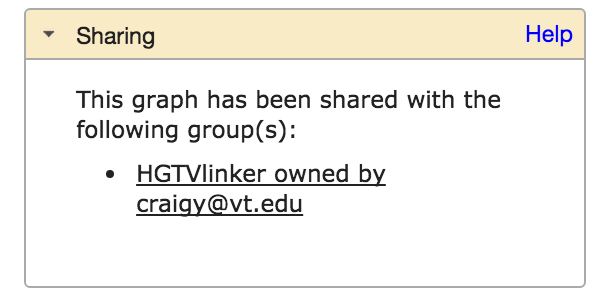 Sharing Help
This graph has been shared with the
following group(s):
• HGTVlinker owned by
craigy@vt.edu